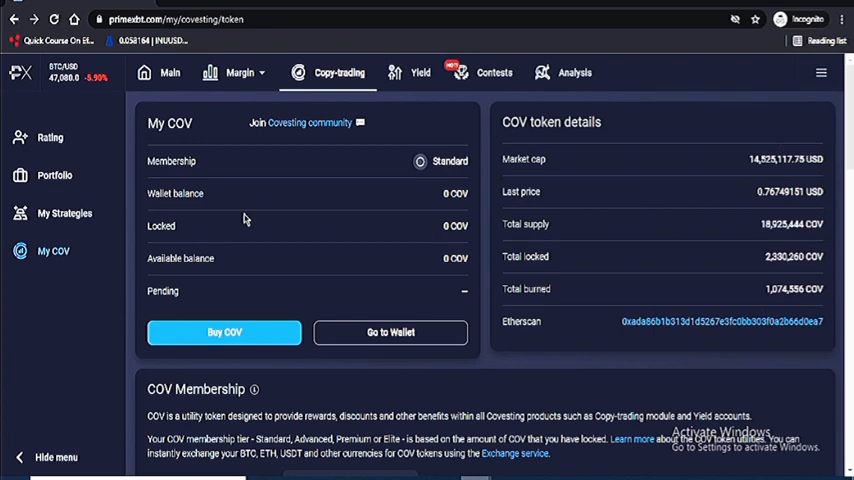 primexbt.com/my/covesting/token
Incognito
Quick Course On Ef...
0.058164 | INUUSD...
Reading list
BTC/USD
47,080.0 -5.90%
Main
Margin
Copy-trading
HOT
Yield
Contests
Analysis
Rating
Portfolio
My Strategies
My COV
Hide menu
My COV
Join Covesting community
Membership
Standard
Wallet balance
0 COV
Locked
0 COV
Available balance
0 COV
Pending
–
Buy COV
Go to Wallet
COV token details
Market cap
14,525,117.75 USD
Last price
0.76749151 USD
Total supply
18,925,444 COV
Total locked
2,330,260 COV
Total burned
1,074,556 COV
Etherscan
0xada86b1b313d1d5267e3fc0bb303f0a2b66d0ea7
COV Membership
COV is a utility token designed to provide rewards, discounts and other benefits within all Covesting products such as Copy-trading module and Yield accounts.
Your COV membership tier - Standard, Advanced, Premium or Elite - is based on the amount of COV that you have locked. Learn more about the COV token utilities. You can
instantly exchange your BTC, ETH, USDT and other currencies for COV tokens using the Exchange service.
Activate Windows
Go to Settings to activate Windows.